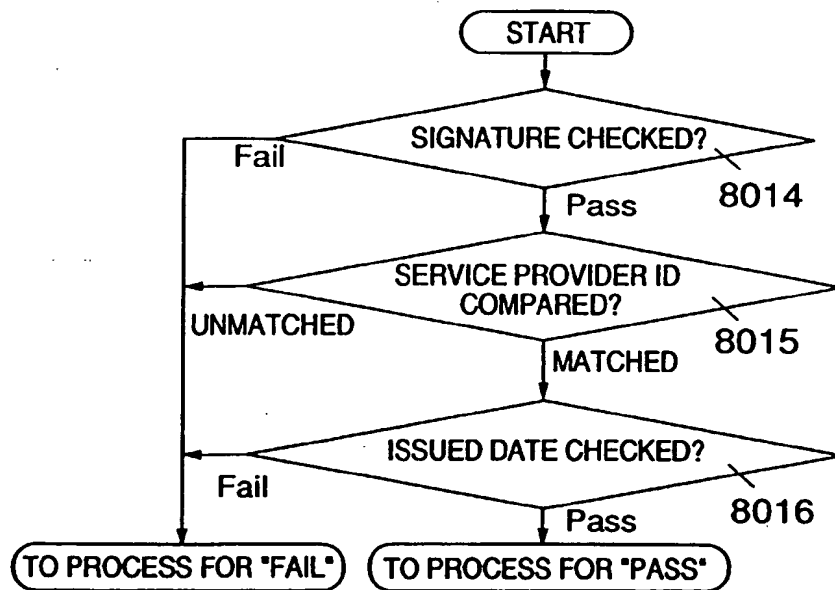 START
SIGNATURE CHECKED?
Fail
8014
Pass
SERVICE PROVIDER ID
COMPARED?
UNMATCHED
8015
MATCHED
ISSUED DATE CHECKED?
Fail
8016
Pass
TO PROCESS FOR "FAIL"
TO PROCESS FOR "PASS"